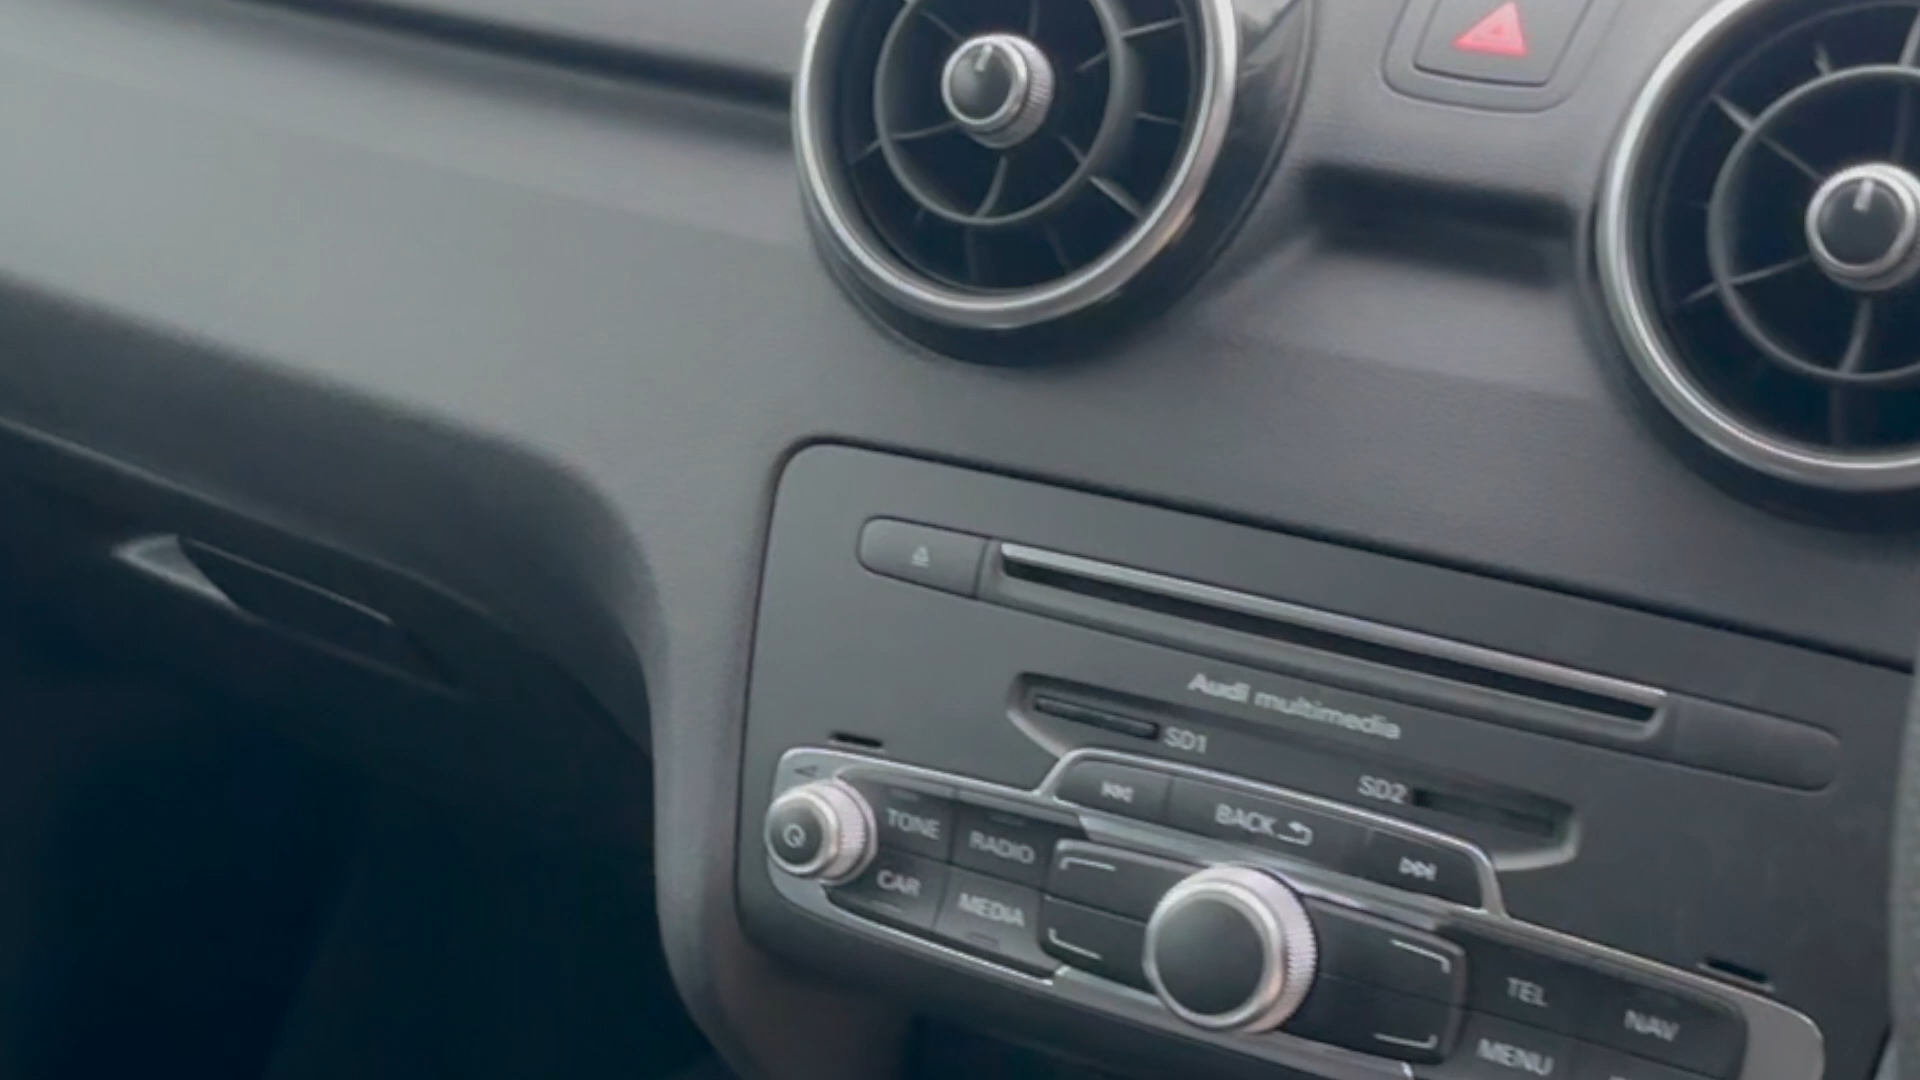 Audi multimedia
SD1
SD2
BACK
TONE
RADIO
CAR
MEDIA
TEL
NAV
MENU